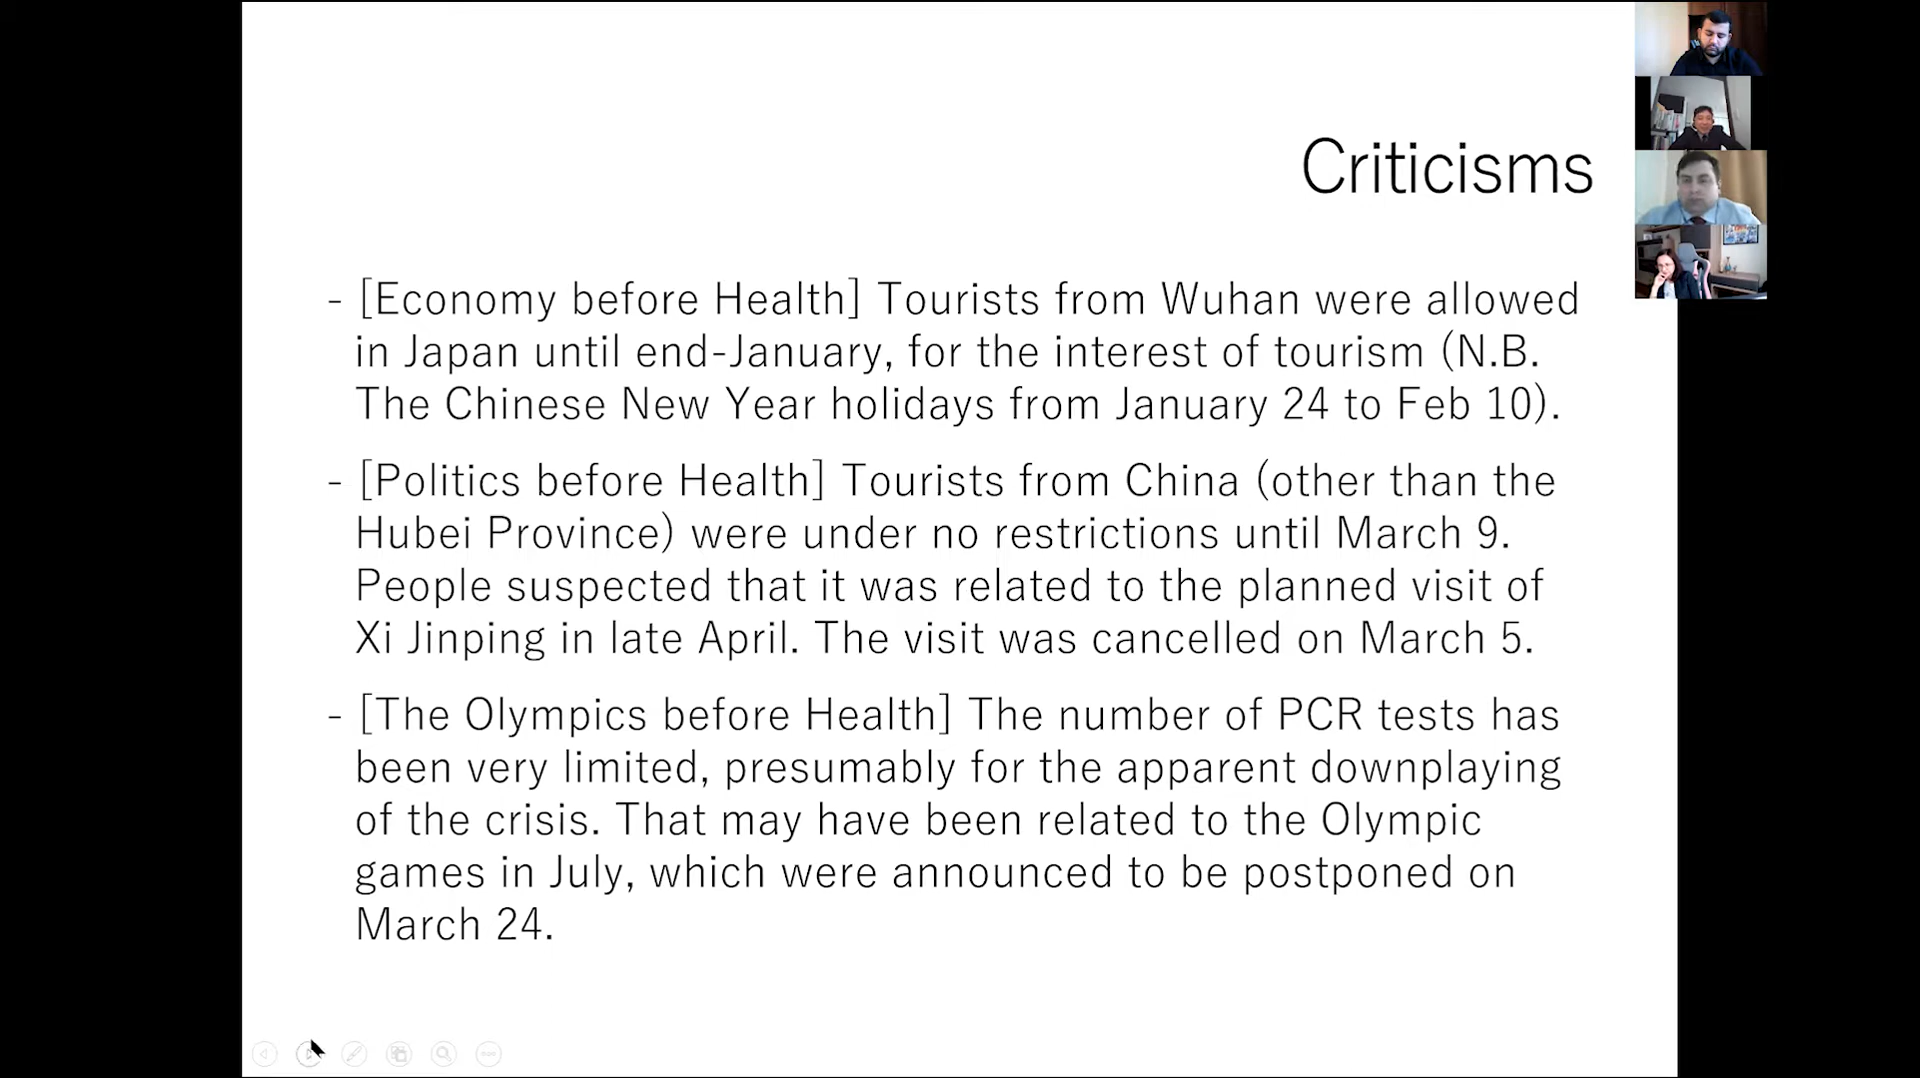 Criticisms
- [Economy before Health] Tourists from Wuhan were allowed
in Japan until end-January, for the interest of tourism (N.B.
The Chinese New Year holidays from January 24 to Feb 10).
- [Politics before Health] Tourists from China (other than the
Hubei Province) were under no restrictions until March 9.
People suspected that it was related to the planned visit of
Xi Jinping in late April. The visit was cancelled on March 5.
- [The Olympics before Health] The number of PCR tests has
been very limited, presumably for the apparent downplaying
of the crisis. That may have been related to the Olympic
games in July, which were announced to be postponed on
March 24.